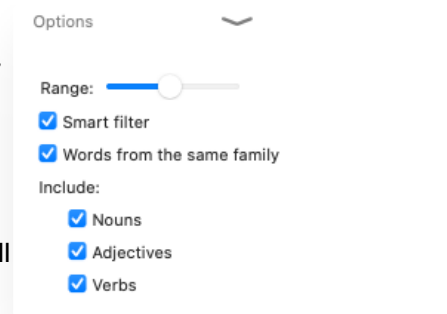 Options
Range:
Smart filter
Words from the same family
Include:
Nouns
Adjectives
Verbs